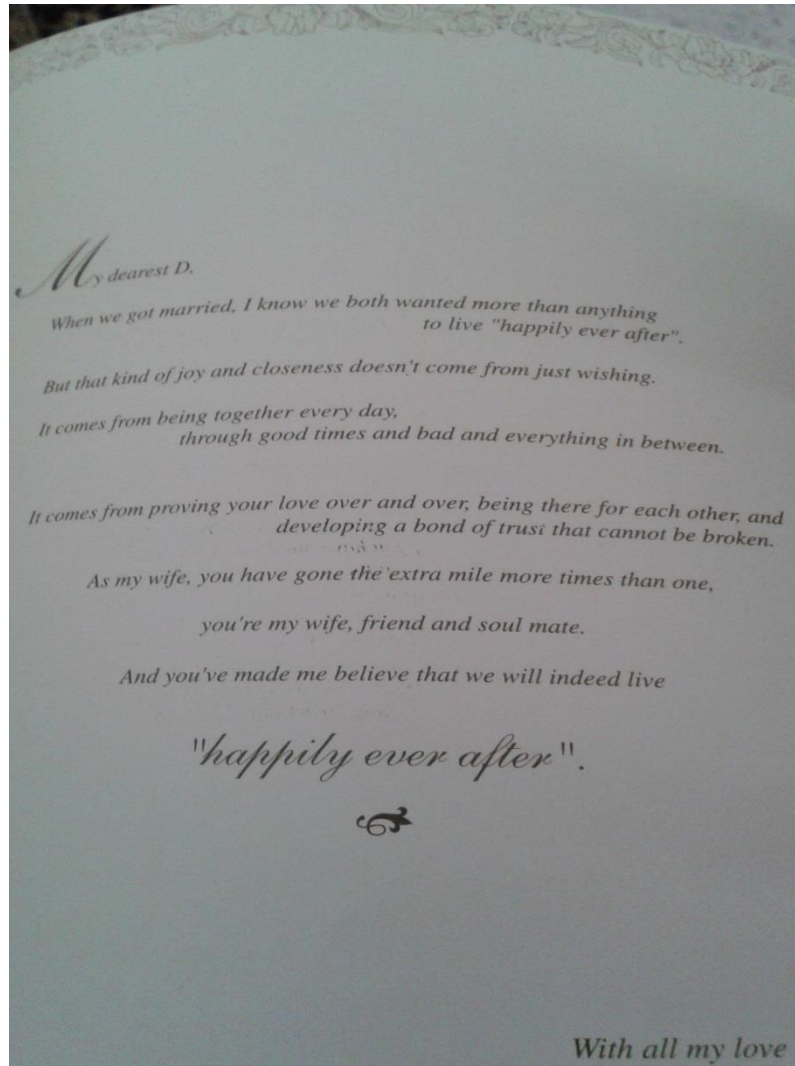 My dearest D,
When we got married, I know we both wanted more than anything
to live "happily ever after".
But that kind of joy and closeness doesn't come from just wishing.
It comes from being together every day,
through good times and bad and everything in between.
It comes from proving your love over and over, being there for each other, and
developing a bond of trust that cannot be broken.
As my wife, you have gone the extra mile more times than one,
you're my wife, friend and soul mate.
And you've made me believe that we will indeed live
"happily ever after".
With all my love